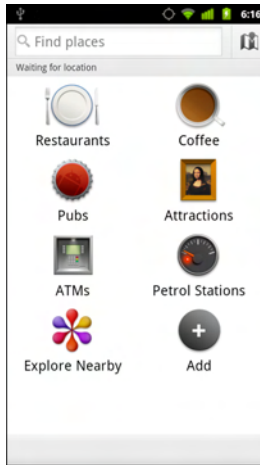 6:16
Find places
Waiting for location
Restaurants
Coffee
Pubs
Attractions
ATMs
Petrol Stations
Explore Nearby
Add